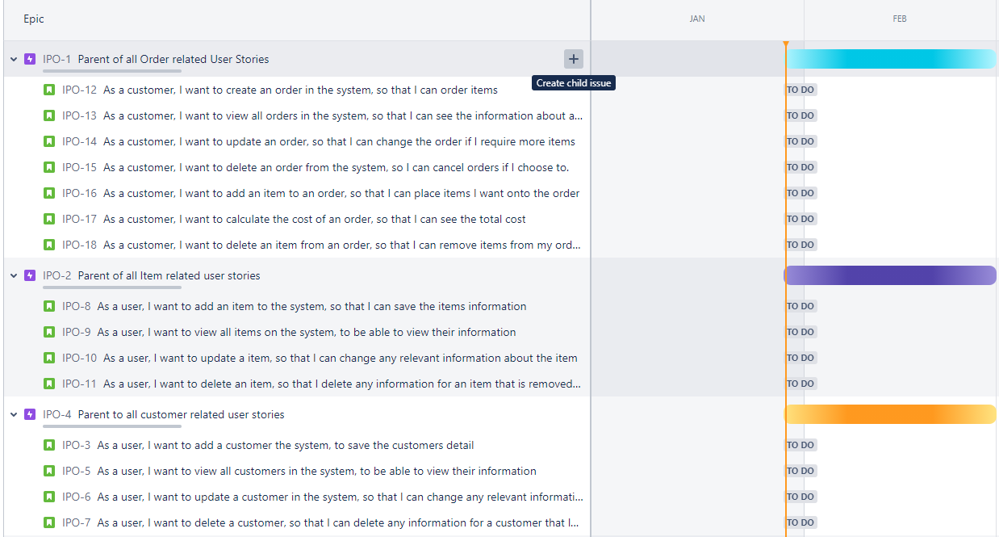 Epic JAN FEB
IPO-1 Parent of all Order related User Stories
Create child issue
IPO-12 As a customer, I want to create an order in the system, so that I can order items TO DO
IPO-13 As a customer, I want to view all orders in the system, so that I can see the information about a... TO DO
IPO-14 As a customer, I want to update an order, so that I can change the order if I require more items TO DO
IPO-15 As a customer, I want to delete an order from the system, so I can cancel orders if I choose to. TO DO
IPO-16 As a customer, I want to add an item to an order, so that I can place items I want onto the order TO DO
IPO-17 As a customer, I want to calculate the cost of an order, so that I can see the total cost TO DO
IPO-18 As a customer, I want to delete an item from an order, so that I can remove items from my ord... TO DO
IPO-2 Parent of all Item related user stories
IPO-8 As a user, I want to add an item to the system, so that I can save the items information TO DO
IPO-9 As a user, I want to view all items on the system, to be able to view their information TO DO
IPO-10 As a user, I want to update a item, so that I can change any relevant information about the item TO DO
IPO-11 As a user, I want to delete an item, so that I delete any information for an item that is removed... TO DO
IPO-4 Parent to all customer related user stories
IPO-3 As a user, I want to add a customer the system, to save the customers detail TO DO
IPO-5 As a user, I want to view all customers in the system, to be able to view their information TO DO
IPO-6 As a user, I want to update a customer in the system, so that I can change any relevant informati... TO DO
IPO-7 As a user, I want to delete a customer, so that I can delete any information for a customer that I... TO DO